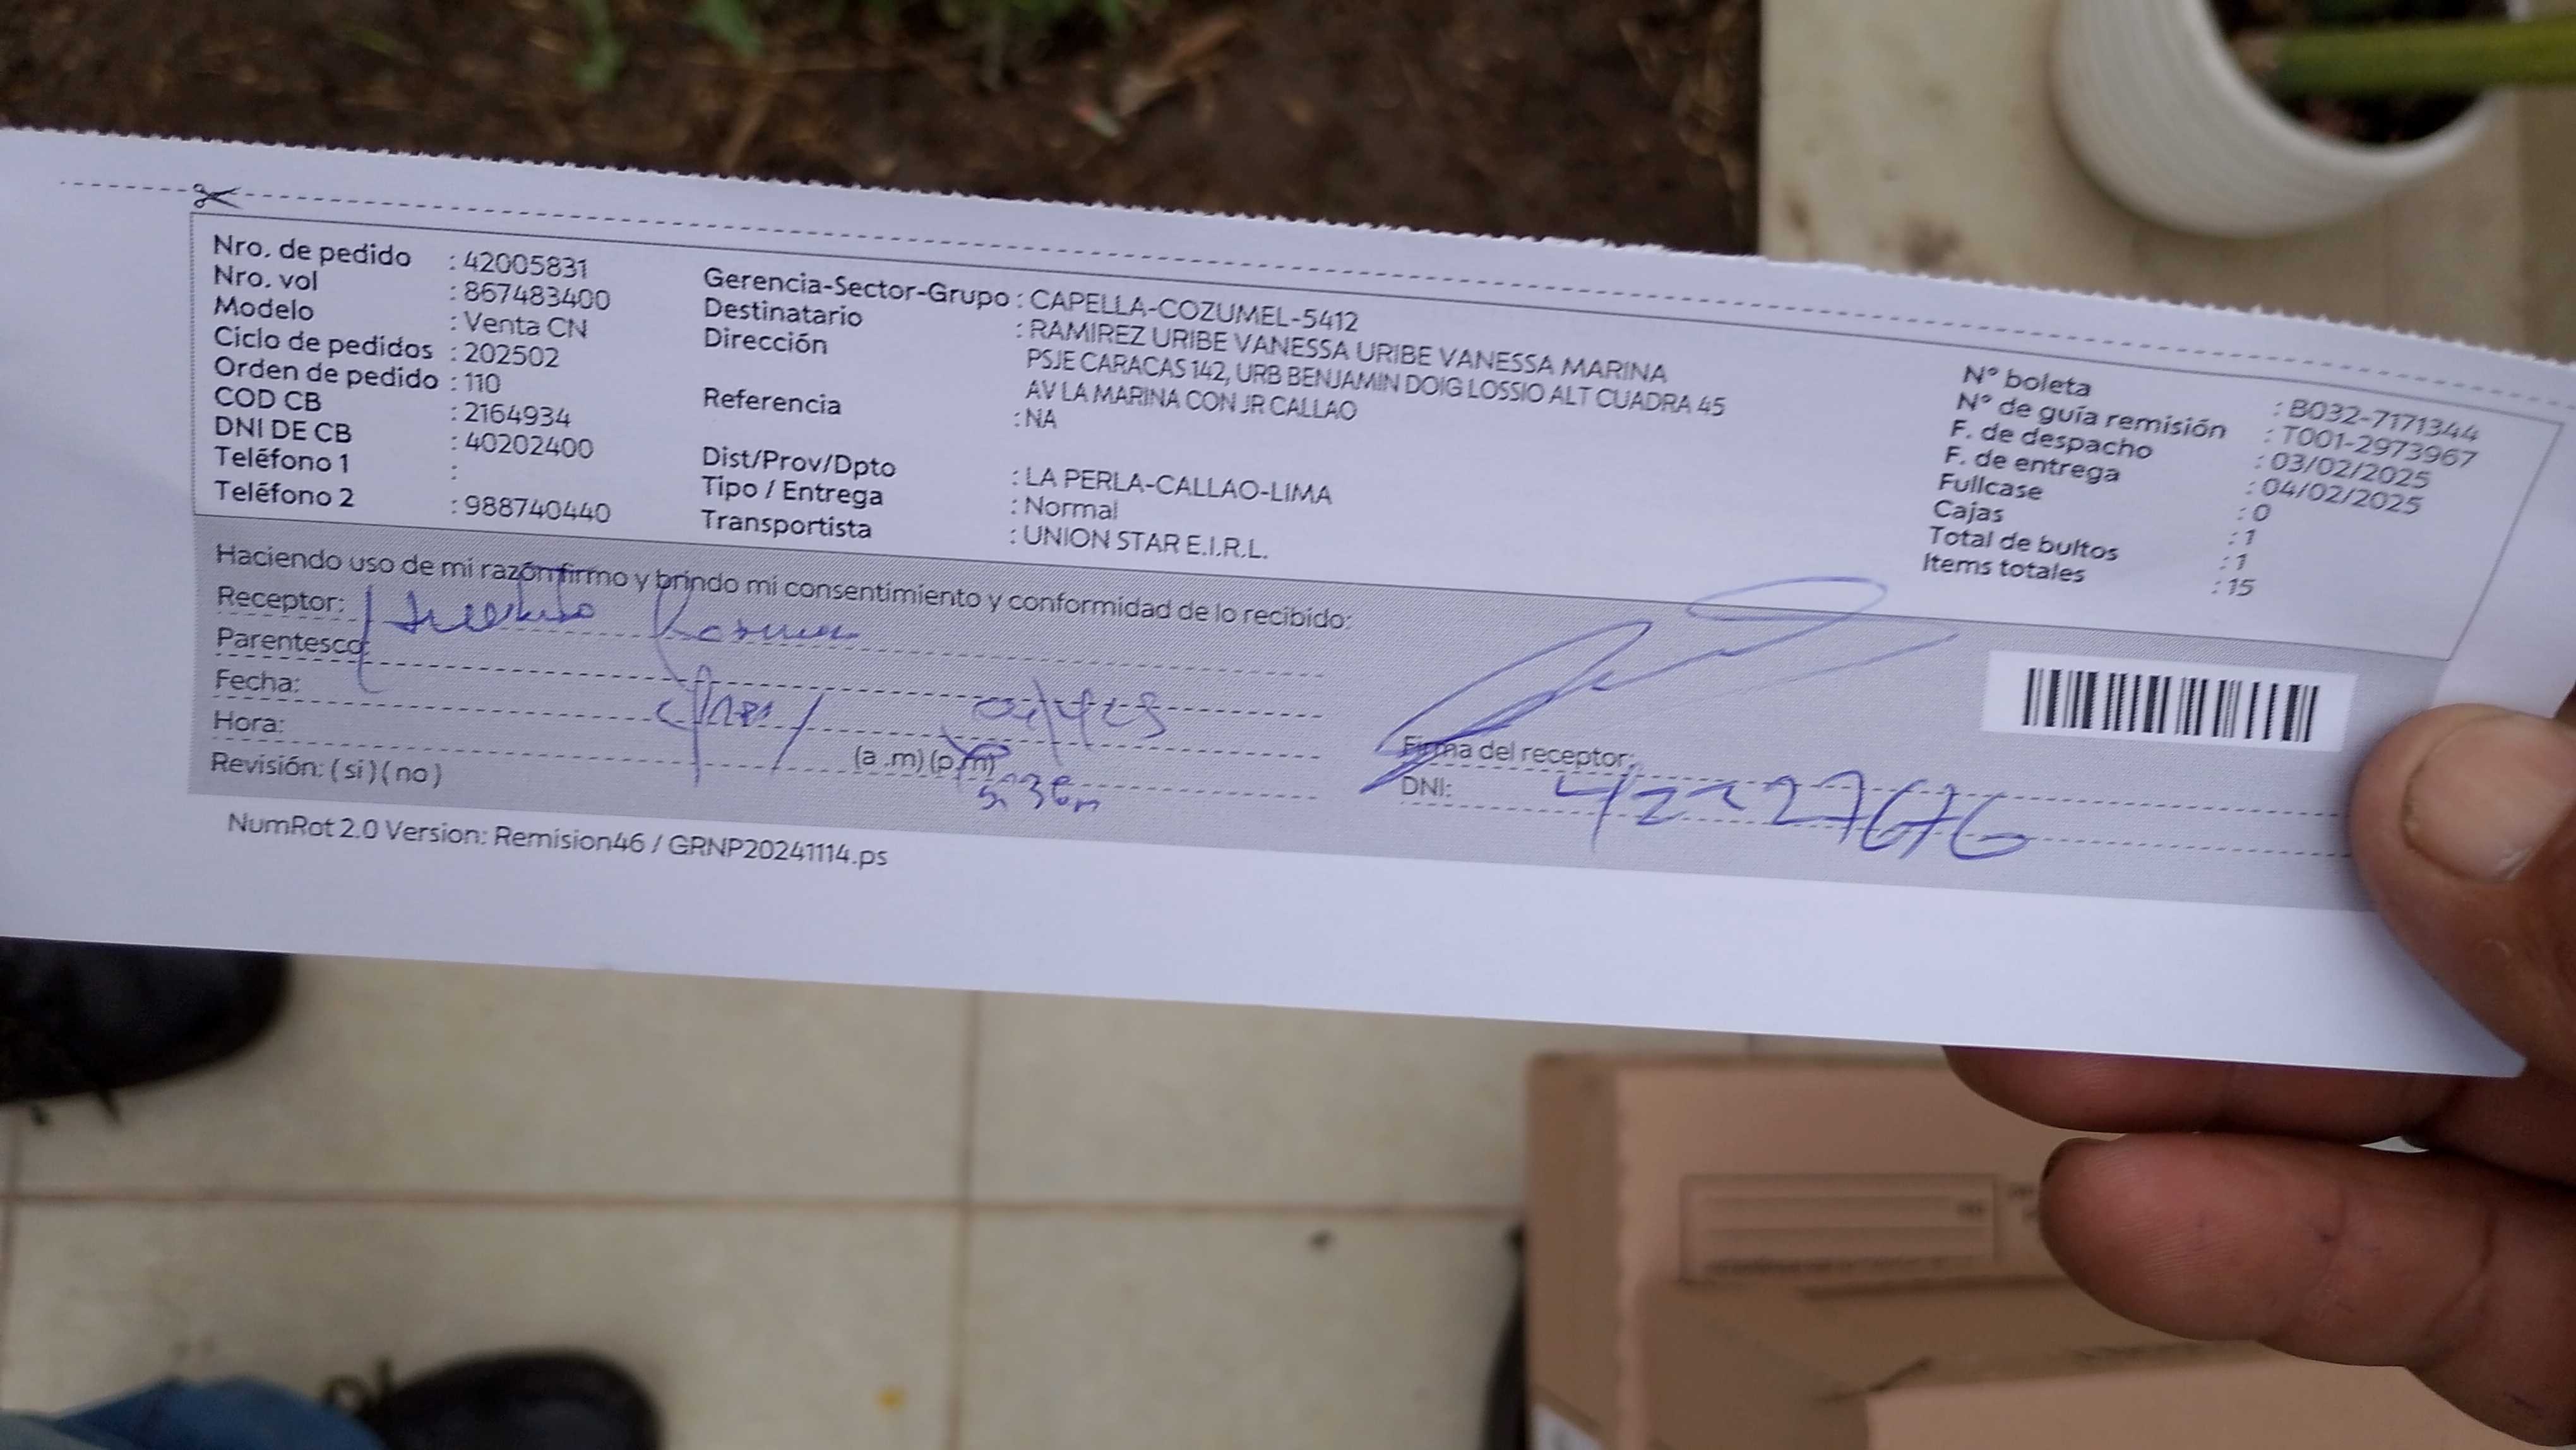 Nro. de pedido : 42005831
Nro. vol : 867483400
Modelo : Venta CN
Ciclo de pedidos : 202502
Orden de pedido : 110
COD CB : 2164934
DNI DE CB : 40202400
Teléfono 1 :
Teléfono 2 : 988740440
Gerencia-Sector-Grupo : CAPELLA-COZUMEL-5412
Destinatario : RAMIREZ URIBE VANESSA URIBE VANESSA MARINA
Dirección PSJE CARACAS 142, URB BENJAMIN DOIG LOSSIO ALT CUADRA 45
AV LA MARINA CON JR CALLAO
Referencia : NA
Dist/Prov/Dpto : LA PERLA-CALLAO-LIMA
Tipo / Entrega : Normal
Transportista : UNION STAR E.I.R.L.
N° boleta : B032-7171344
N° de guía remisión : T001-2973967
F. de despacho : 03/02/2025
F. de entrega : 04/02/2025
Fullcase : 0
Cajas : 1
Total de bultos : 1
Items totales : 15
Haciendo uso de mi razón firmo y brindo mi consentimiento y conformidad de lo recibido:
Receptor:
Parentesco:
Fecha:
Hora: (a .m) (p.m)
Revisión: ( si ) ( no )
Firma del receptor:
DNI:
NumRot 2.0 Version: Remision46 / GRNP20241114.ps